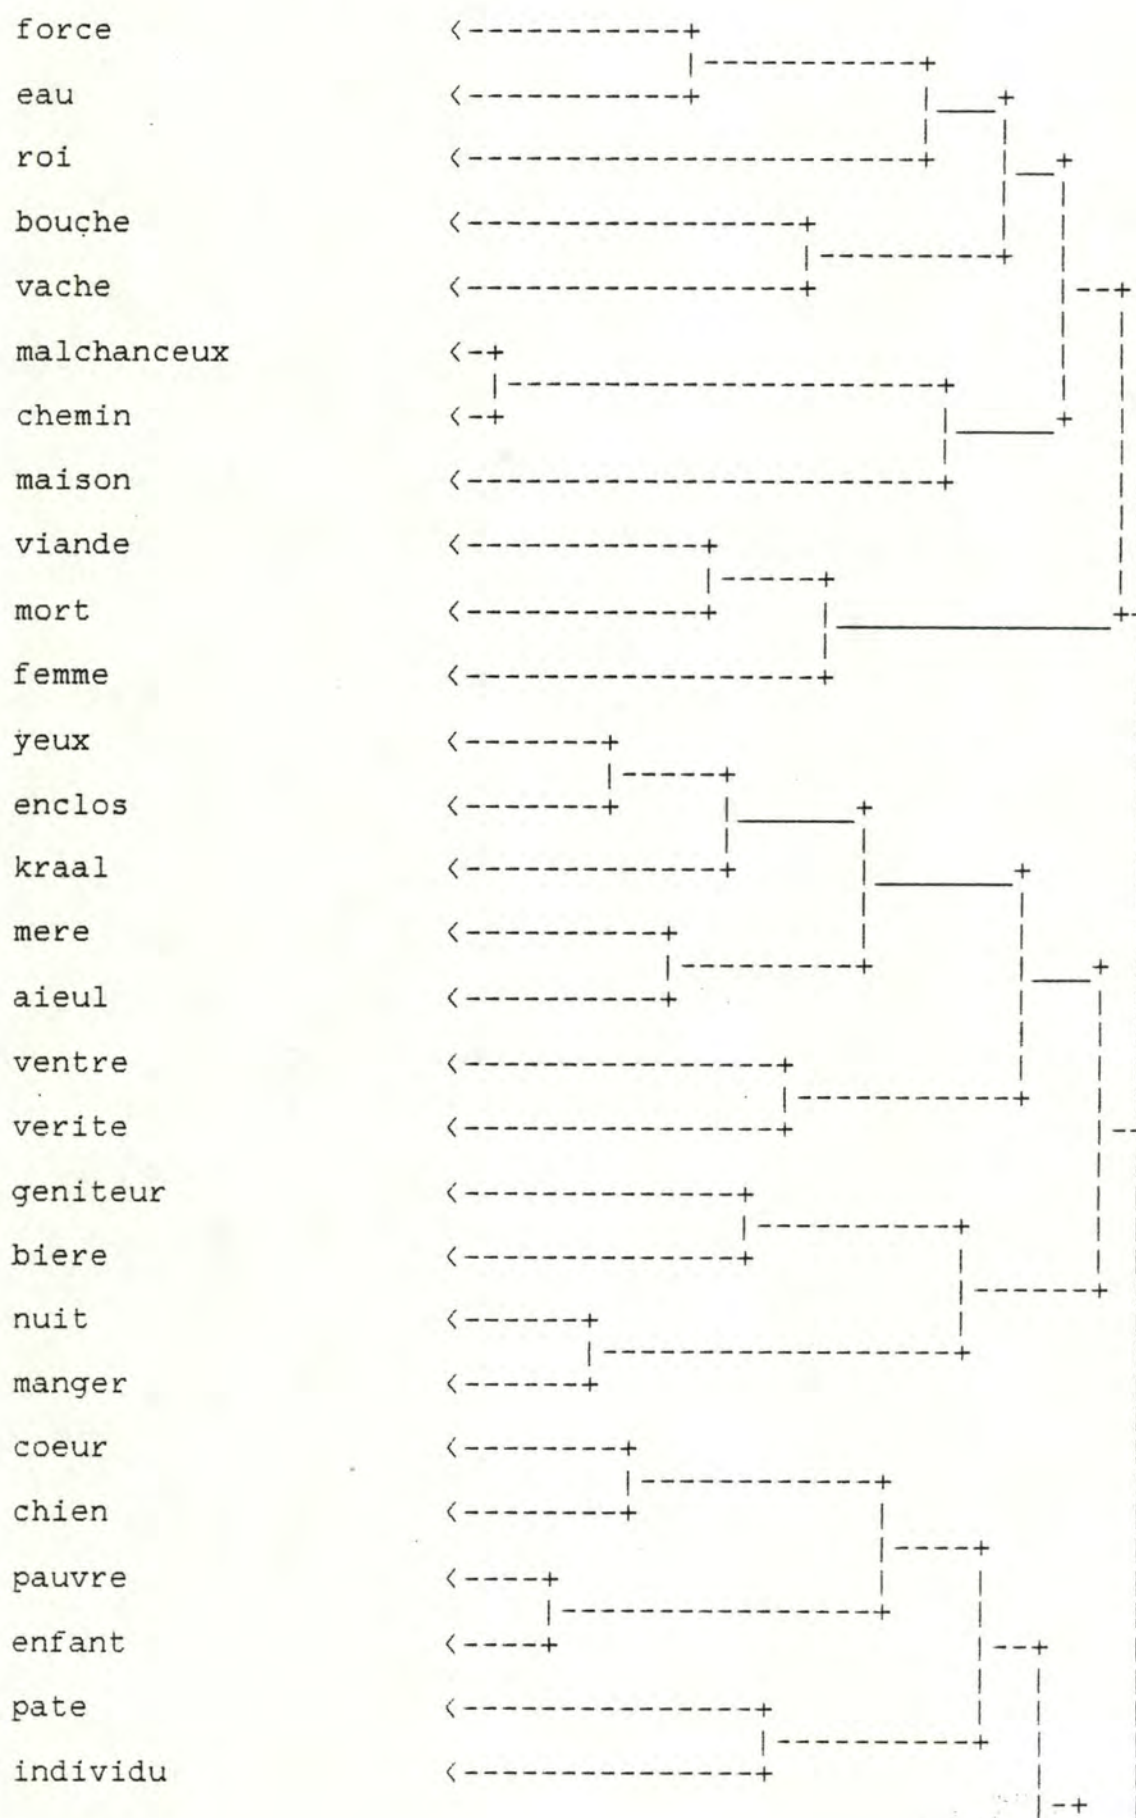 force
eau
roi
bouche
vache
malchanceux
chemin
maison
viande
mort
femme
yeux
enclos
kraal
mere
aieul
ventre
verite
geniteur
biere
nuit
manger
coeur
chien
pauvre
enfant
pate
individu